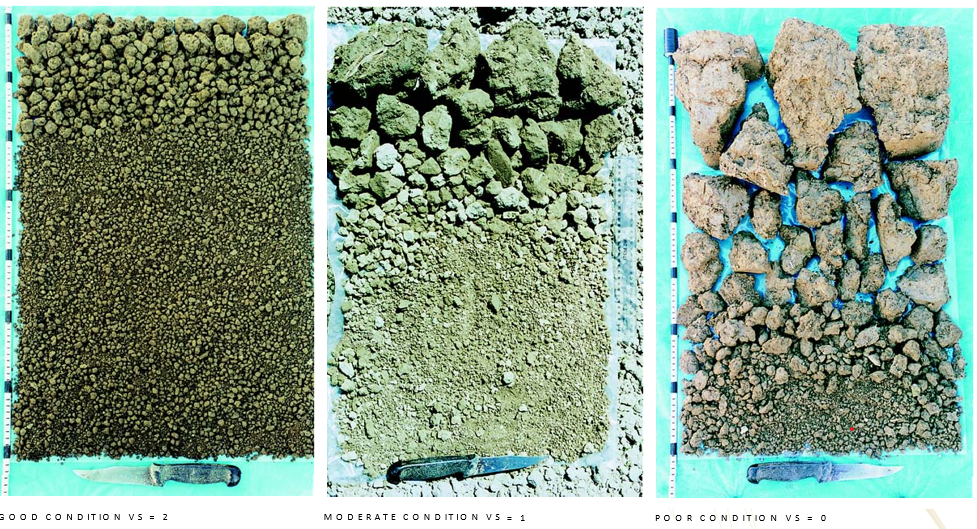 GOOD CONDITION VS = 2
MODERATE CONDITION VS = 1
POOR CONDITION VS = 0